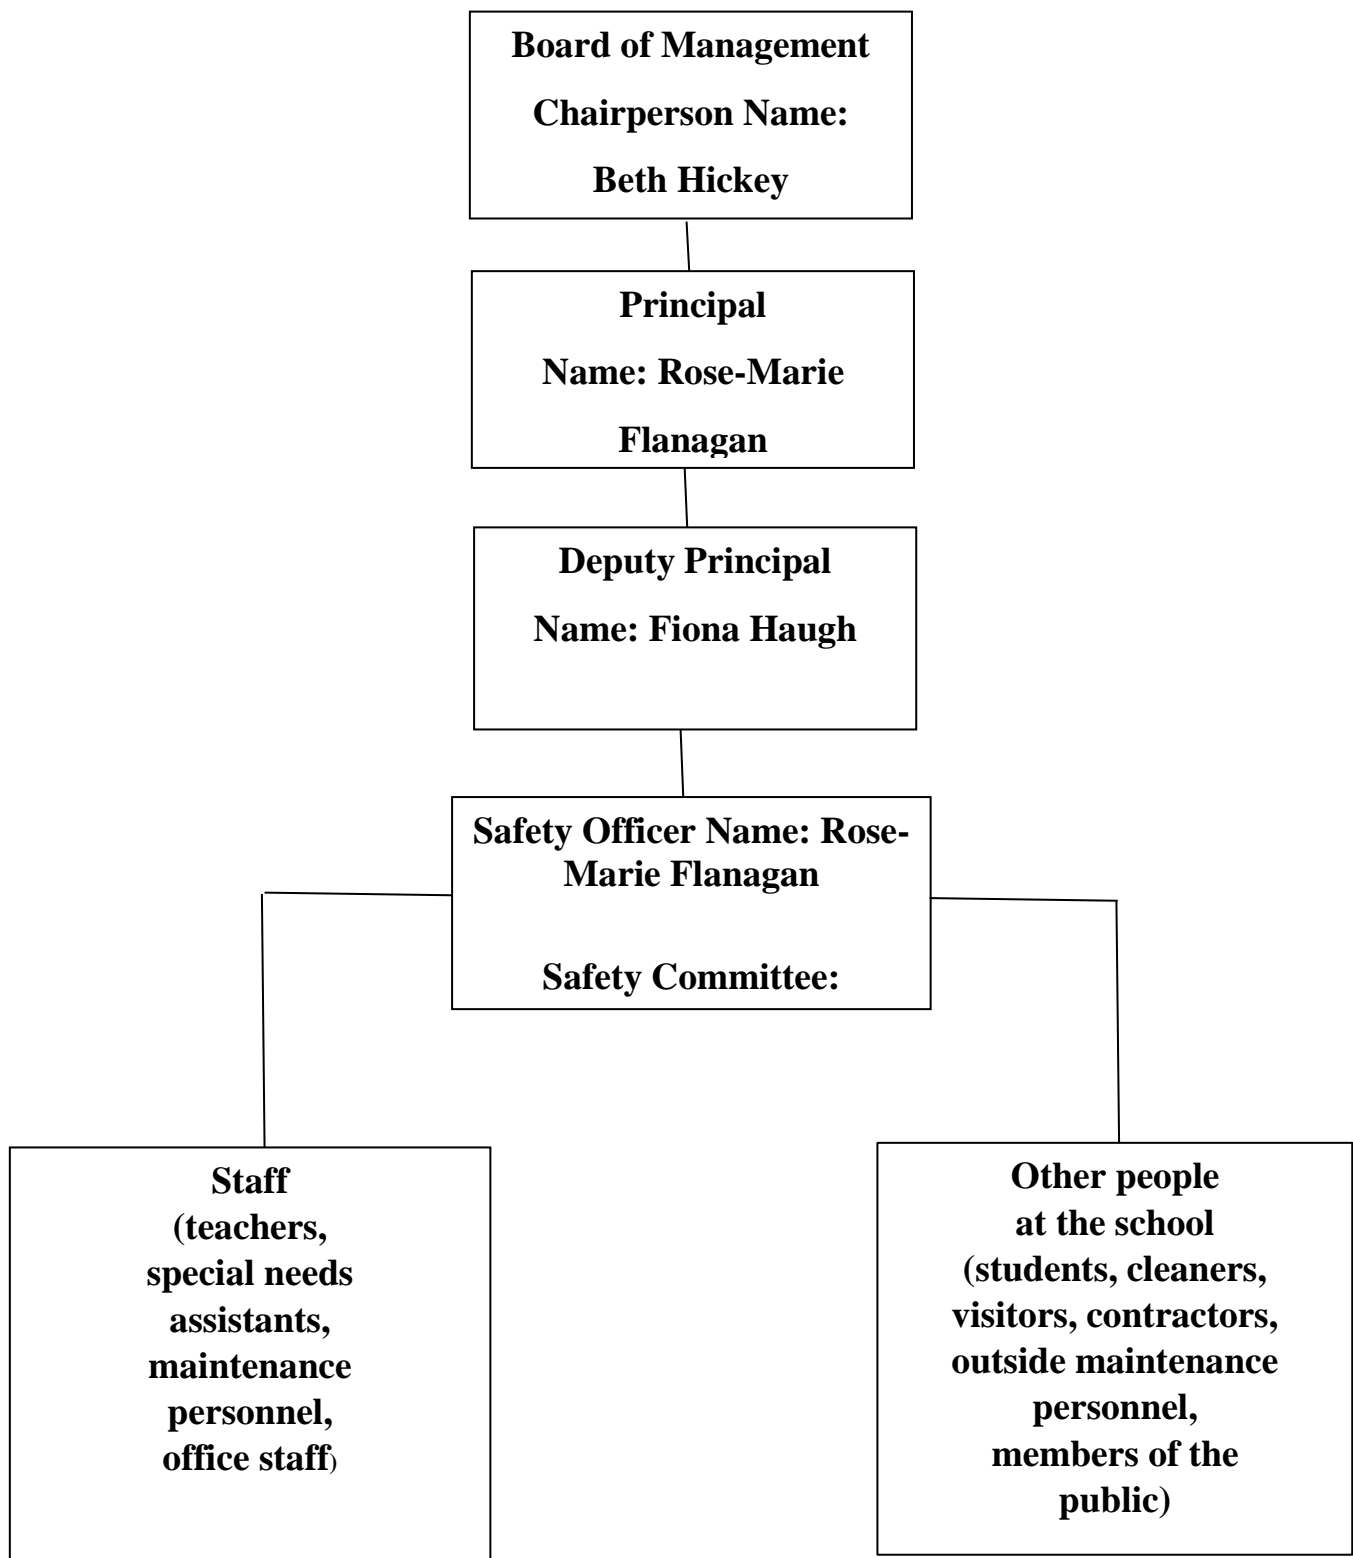 Board of Management
Chairperson Name:
Beth Hickey
Principal
Name: Rose-Marie
Flanagan
Deputy Principal
Name: Fiona Haugh
Safety Officer Name: Rose-
Marie Flanagan
Safety Committee:
Staff
(teachers,
special needs
assistants,
maintenance
personnel,
office staff)
Other people
at the school
(students, cleaners,
visitors, contractors,
outside maintenance
personnel,
members of the
public)